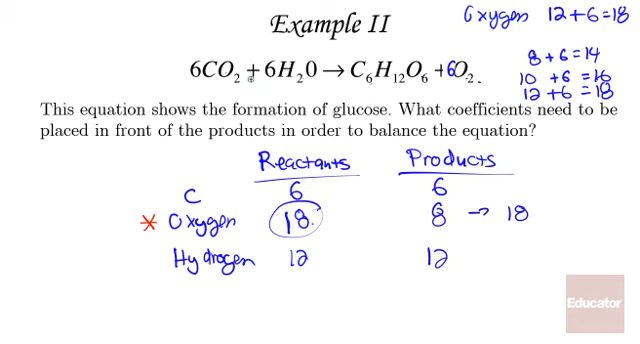 Example II
Oxygen 12+6=18
8+6=14
10+6=16
12+6=18
6CO₂ + 6H₂0 → C₆H₁₂O₆ + 6O₂.
This equation shows the formation of glucose. What coefficients need to be
placed in front of the products in order to balance the equation?
Reactants Products
C 6 6
* Oxygen 18. 8 → 18
Hydrogen 12 12
Educator